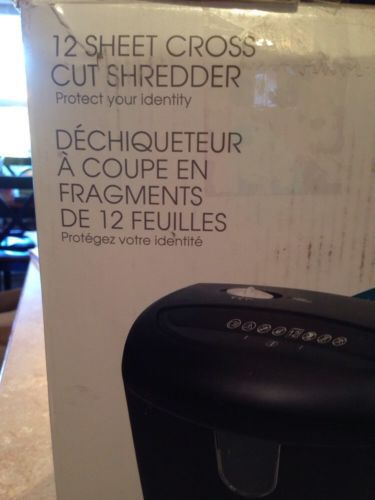 12 SHEET CROSS
CUT SHREDDER
Protect your identity
DÉCHIQUETEUR
À COUPE EN
FRAGMENTS
DE 12 FEUILLES
Protégez votre identité